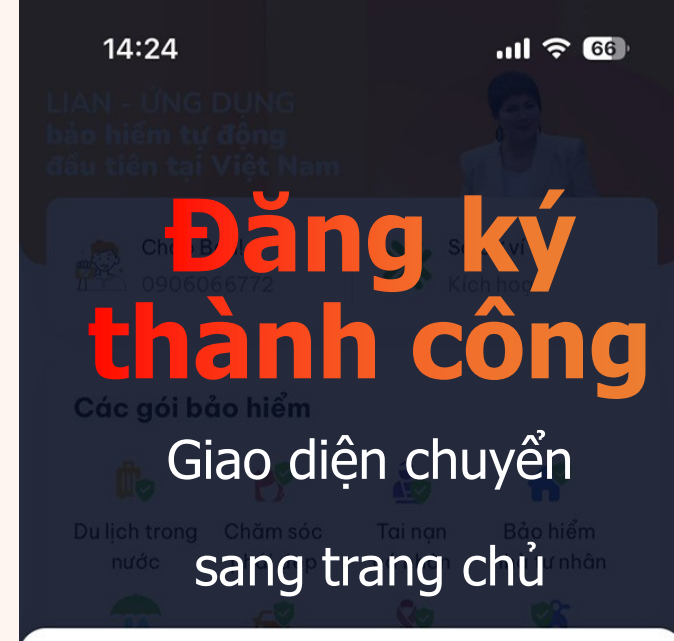 14:24
66
LIAN - ỨNG DỤNG
bảo hiểm tự động
đầu tiên tại Việt Nam
Đăng ký
thành công
0906066772
Kích
Các gói bảo hiểm
Giao diện chuyển
Du lịch trong
nước
Chăm sóc
Tai nạn
Bảo hiểm
tư nhân
sang trang chủ